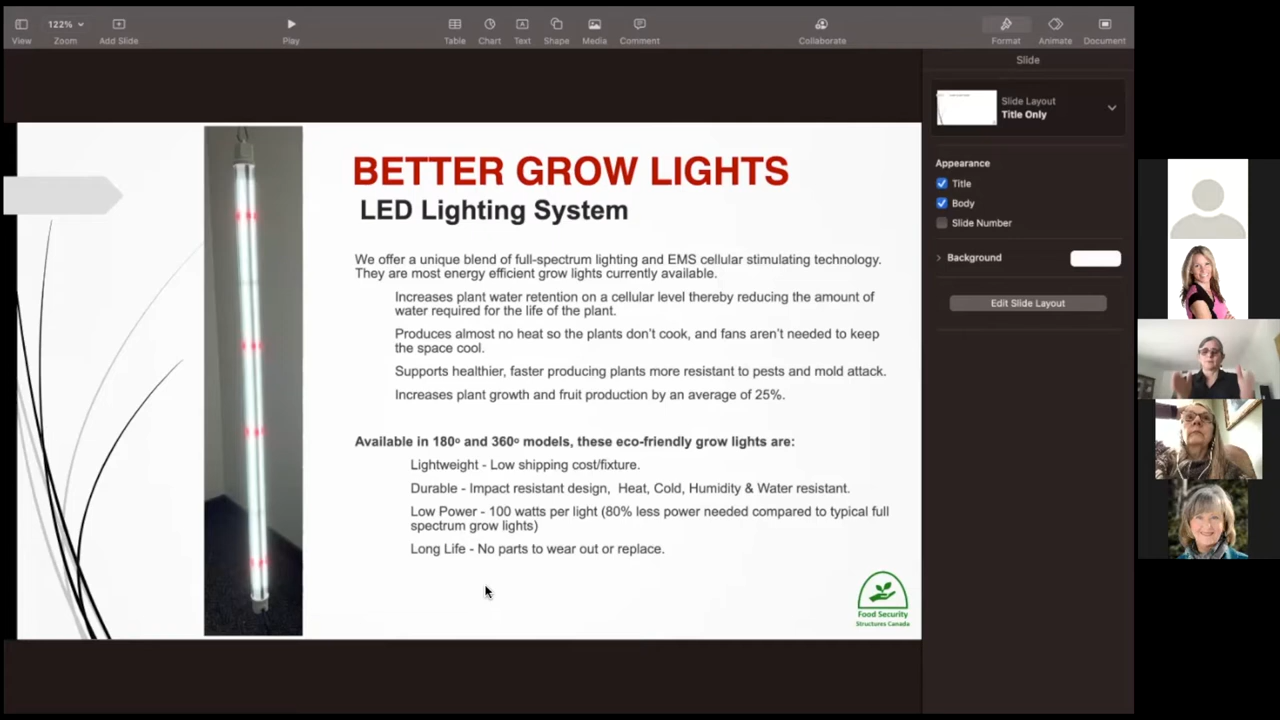 122%
View
Zoom
Add Slide
Play
Table
Chart
Text
Shape
Media
Comment
Collaborate
Format
Animate
Document
Slide
Slide Layout
Title Only
Appearance
Title
Body
Slide Number
Background
Edit Slide Layout
BETTER GROW LIGHTS
LED Lighting System
We offer a unique blend of full-spectrum lighting and EMS cellular stimulating technology.
They are most energy efficient grow lights currently available.
Increases plant water retention on a cellular level thereby reducing the amount of
water required for the life of the plant.
Produces almost no heat so the plants don’t cook, and fans aren’t needed to keep
the space cool.
Supports healthier, faster producing plants more resistant to pests and mold attack.
Increases plant growth and fruit production by an average of 25%.
Available in 180º and 360º models, these eco-friendly grow lights are:
Lightweight - Low shipping cost/fixture.
Durable - Impact resistant design,  Heat, Cold, Humidity & Water resistant.
Low Power - 100 watts per light (80% less power needed compared to typical full
spectrum grow lights)
Long Life - No parts to wear out or replace.
Food Security
Structures Canada